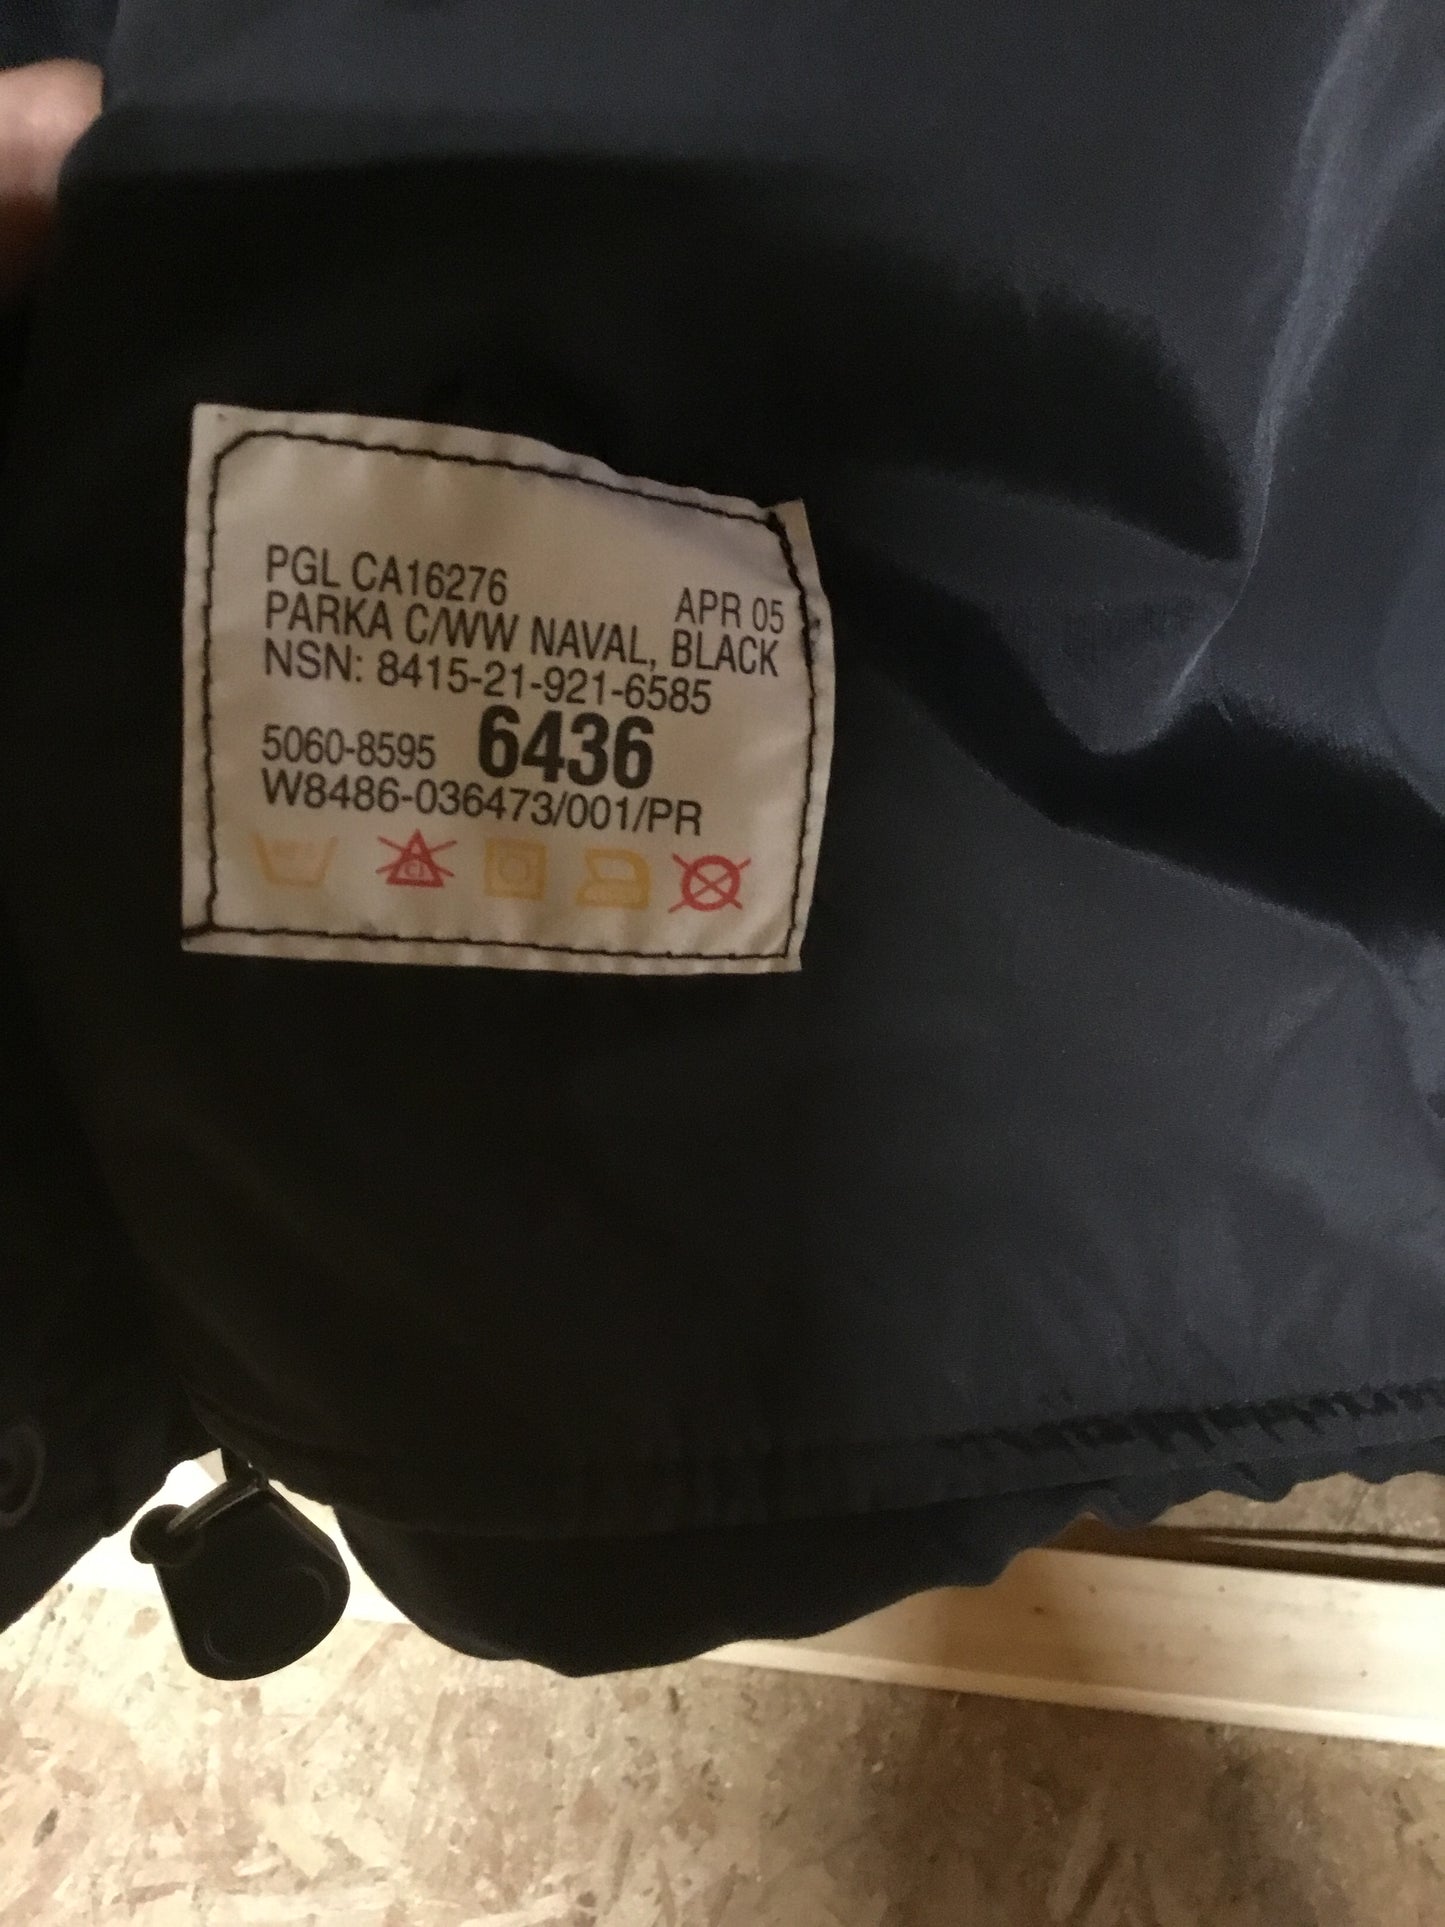 PGL CA16276 APR 05
PARKA C/WW NAVAL, BLACK
NSN: 8415-21-921-6585
5060-8595 6436
W8486-036473/001/PR